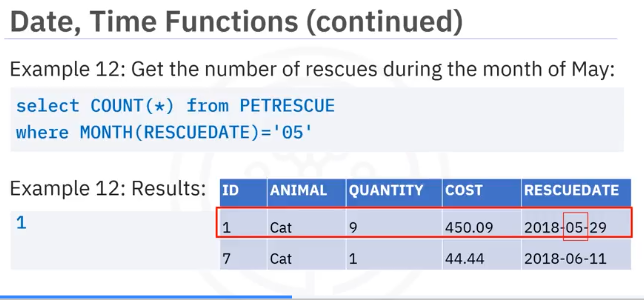 Date, Time Functions (continued)
Example 12: Get the number of rescues during the month of May:
select COUNT(*) from PETRESCUE
where MONTH(RESCUEDATE)='05'
Example 12: Results:
1
ID ANIMAL QUANTITY COST RESCUEDATE
1 Cat 9 450.09 2018-05-29
7 Cat 1 44.44 2018-06-11